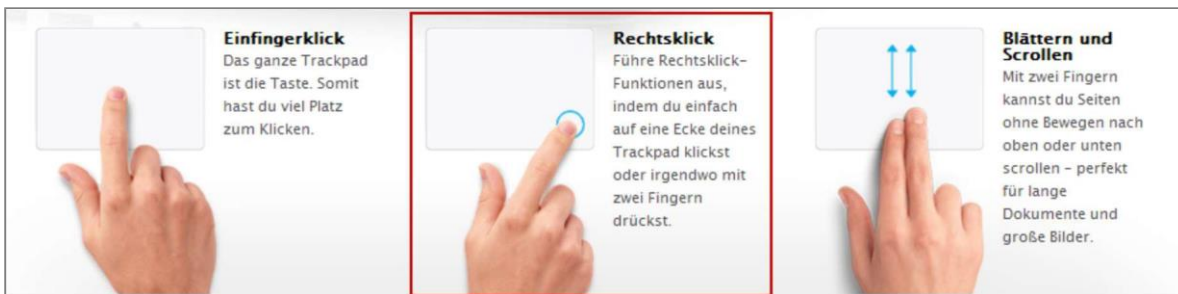 Einfingerklick
Das ganze Trackpad
ist die Taste. Somit
hast du viel Platz
zum Klicken.
Rechtsklick
Führe Rechtsklick-
Funktionen aus,
indem du einfach
auf eine Ecke deines
Trackpad klickst
oder irgendwo mit
zwei Fingern
drückst.
Blättern und
Scrollen
Mit zwei Fingern
kannst du Seiten
ohne Bewegen nach
oben oder unten
scrollen – perfekt
für lange
Dokumente und
große Bilder.